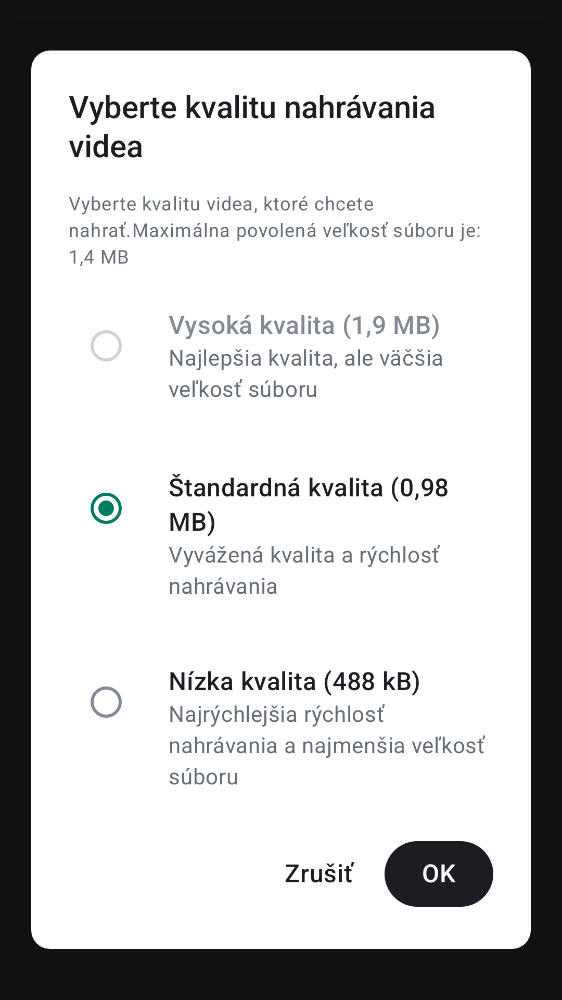 Vyberte kvalitu nahrávania
videa
Vyberte kvalitu videa, ktoré chcete
nahrať.Maximálna povolená veľkosť súboru je:
1,4 MB
Vysoká kvalita (1,9 MB)
Najlepšia kvalita, ale väčšia
veľkosť súboru
Štandardná kvalita (0,98
MB)
Vyvážená kvalita a rýchlosť
nahrávania
Nízka kvalita (488 kB)
Najrýchlejšia rýchlosť
nahrávania a najmenšia veľkosť
súboru
Zrušiť
OK